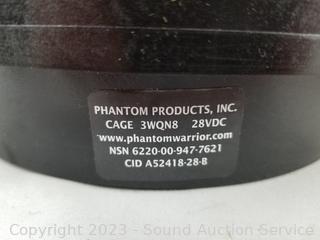 PHANTOM PRODUCTS, INC.
CAGE 3WQN8 28VDC
www.phantomwarrior.com
NSN 6220-00-947-7621
CID A52418-28-B
Copyright 2023 - Sound Auction Service